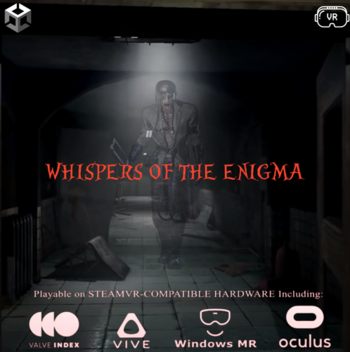 VR
WHISPERS OF THE ENIGMA
Playable on STEAMVR-COMPATIBLE HARDWARE Including:
VALVE INDEX
VIVE
Windows MR
oculus